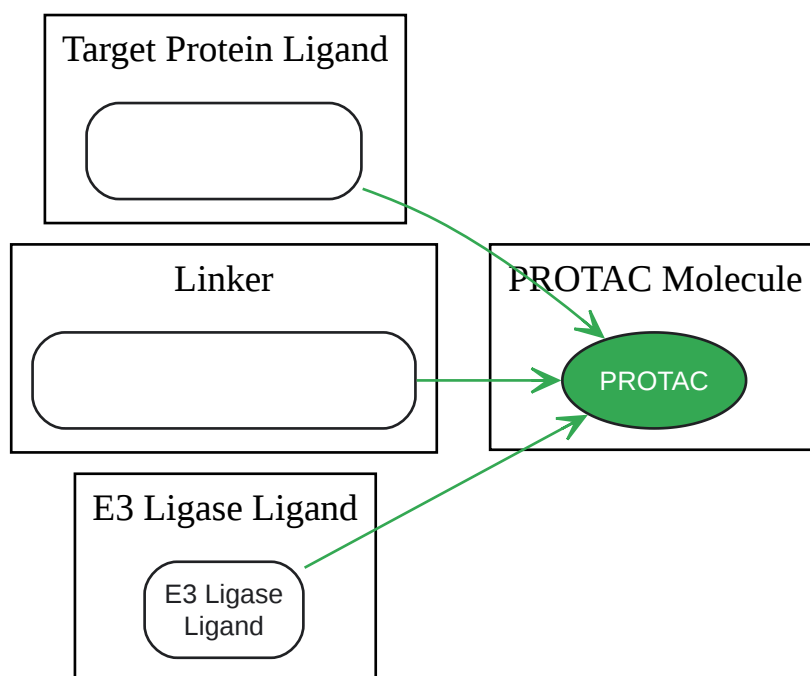 Target Protein Ligand
Linker
PROTAC Molecule
PROTAC
E3 Ligase Ligand
E3 Ligase
Ligand